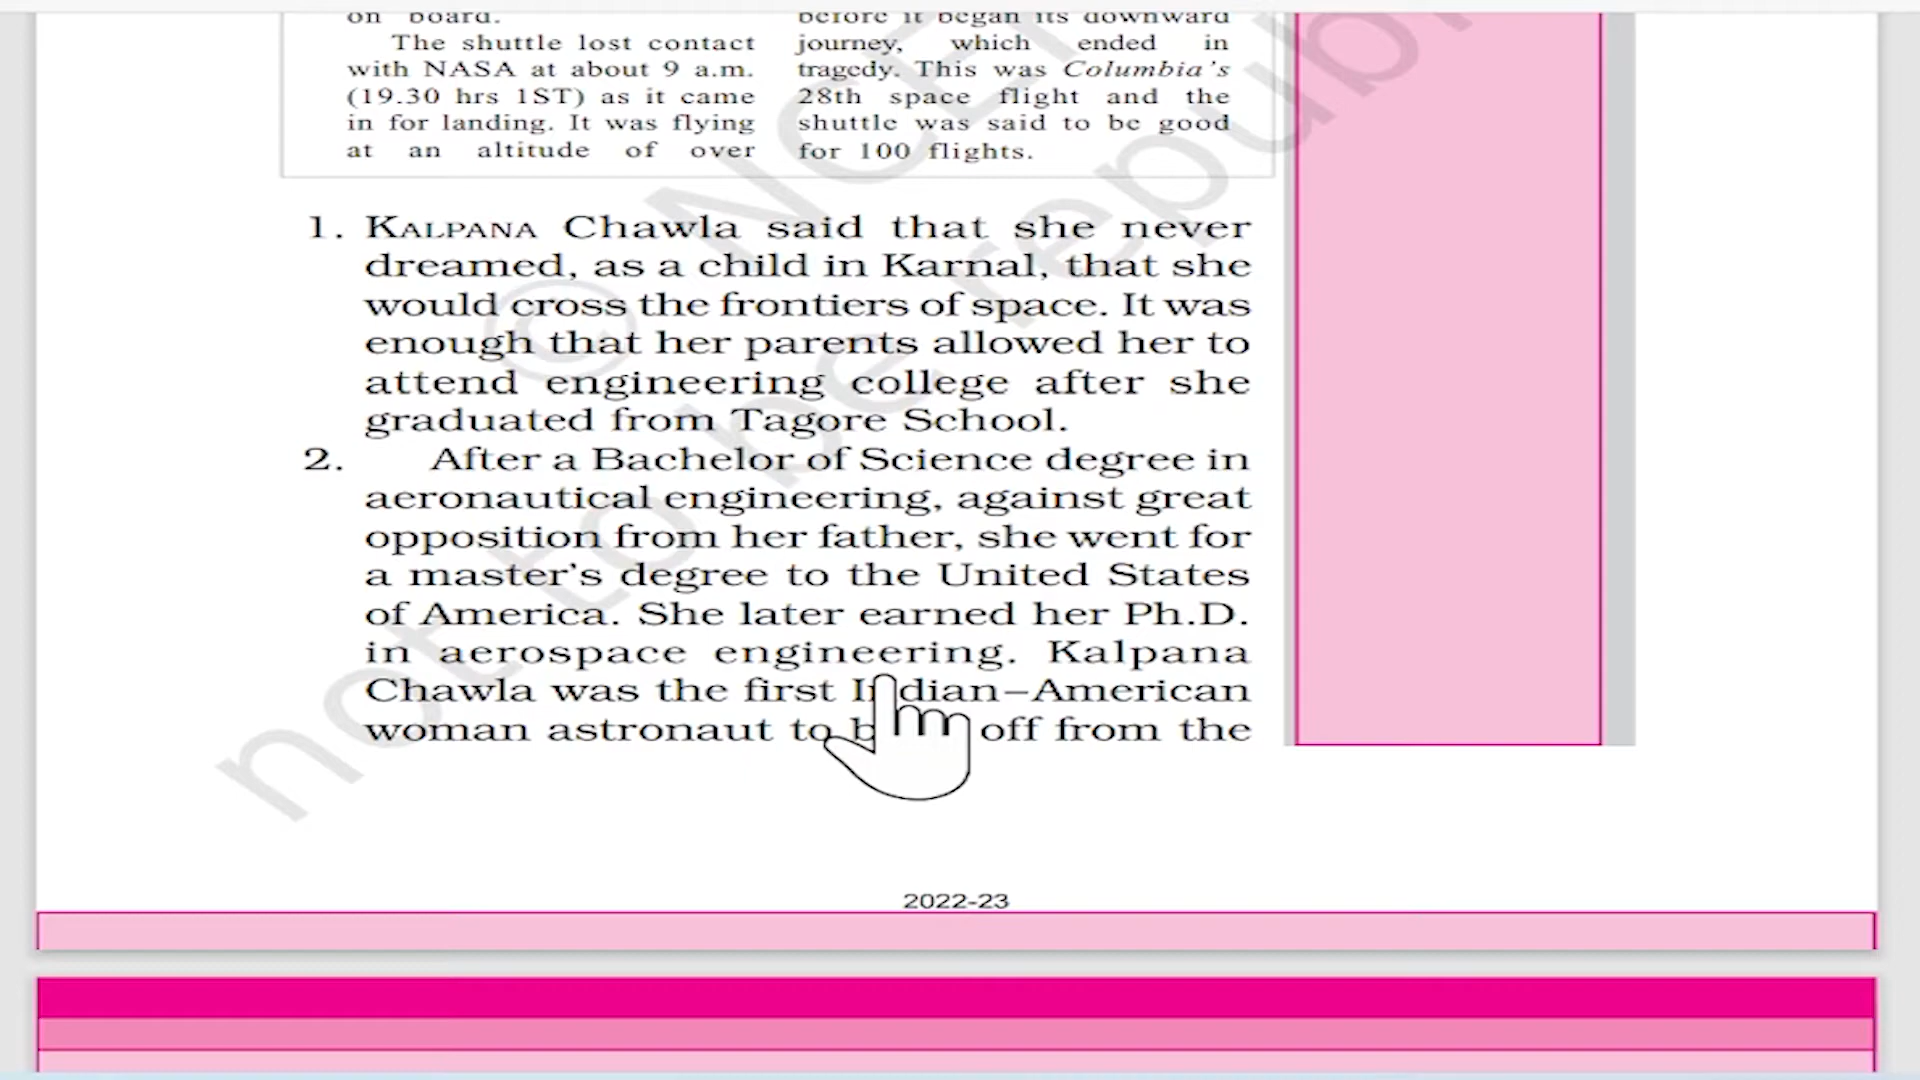 on board.
The shuttle lost contact
with NASA at about 9 a.m.
(19.30 hrs 1ST) as it came
in for landing. It was flying
at an altitude of over
before it began its downward
journey, which ended in
tragedy. This was Columbia's
28th space flight and the
shuttle was said to be good
for 100 flights.
1. KALPANA Chawla said that she never
dreamed, as a child in Karnal, that she
would cross the frontiers of space. It was
enough that her parents allowed her to
attend engineering college after she
graduated from Tagore School.
2. After a Bachelor of Science degree in
aeronautical engineering, against great
opposition from her father, she went for
a master's degree to the United States
of America. She later earned her Ph.D.
in aerospace engineering. Kalpana
Chawla was the first Indian–American
woman astronaut to off from the
2022-23
not to be republ